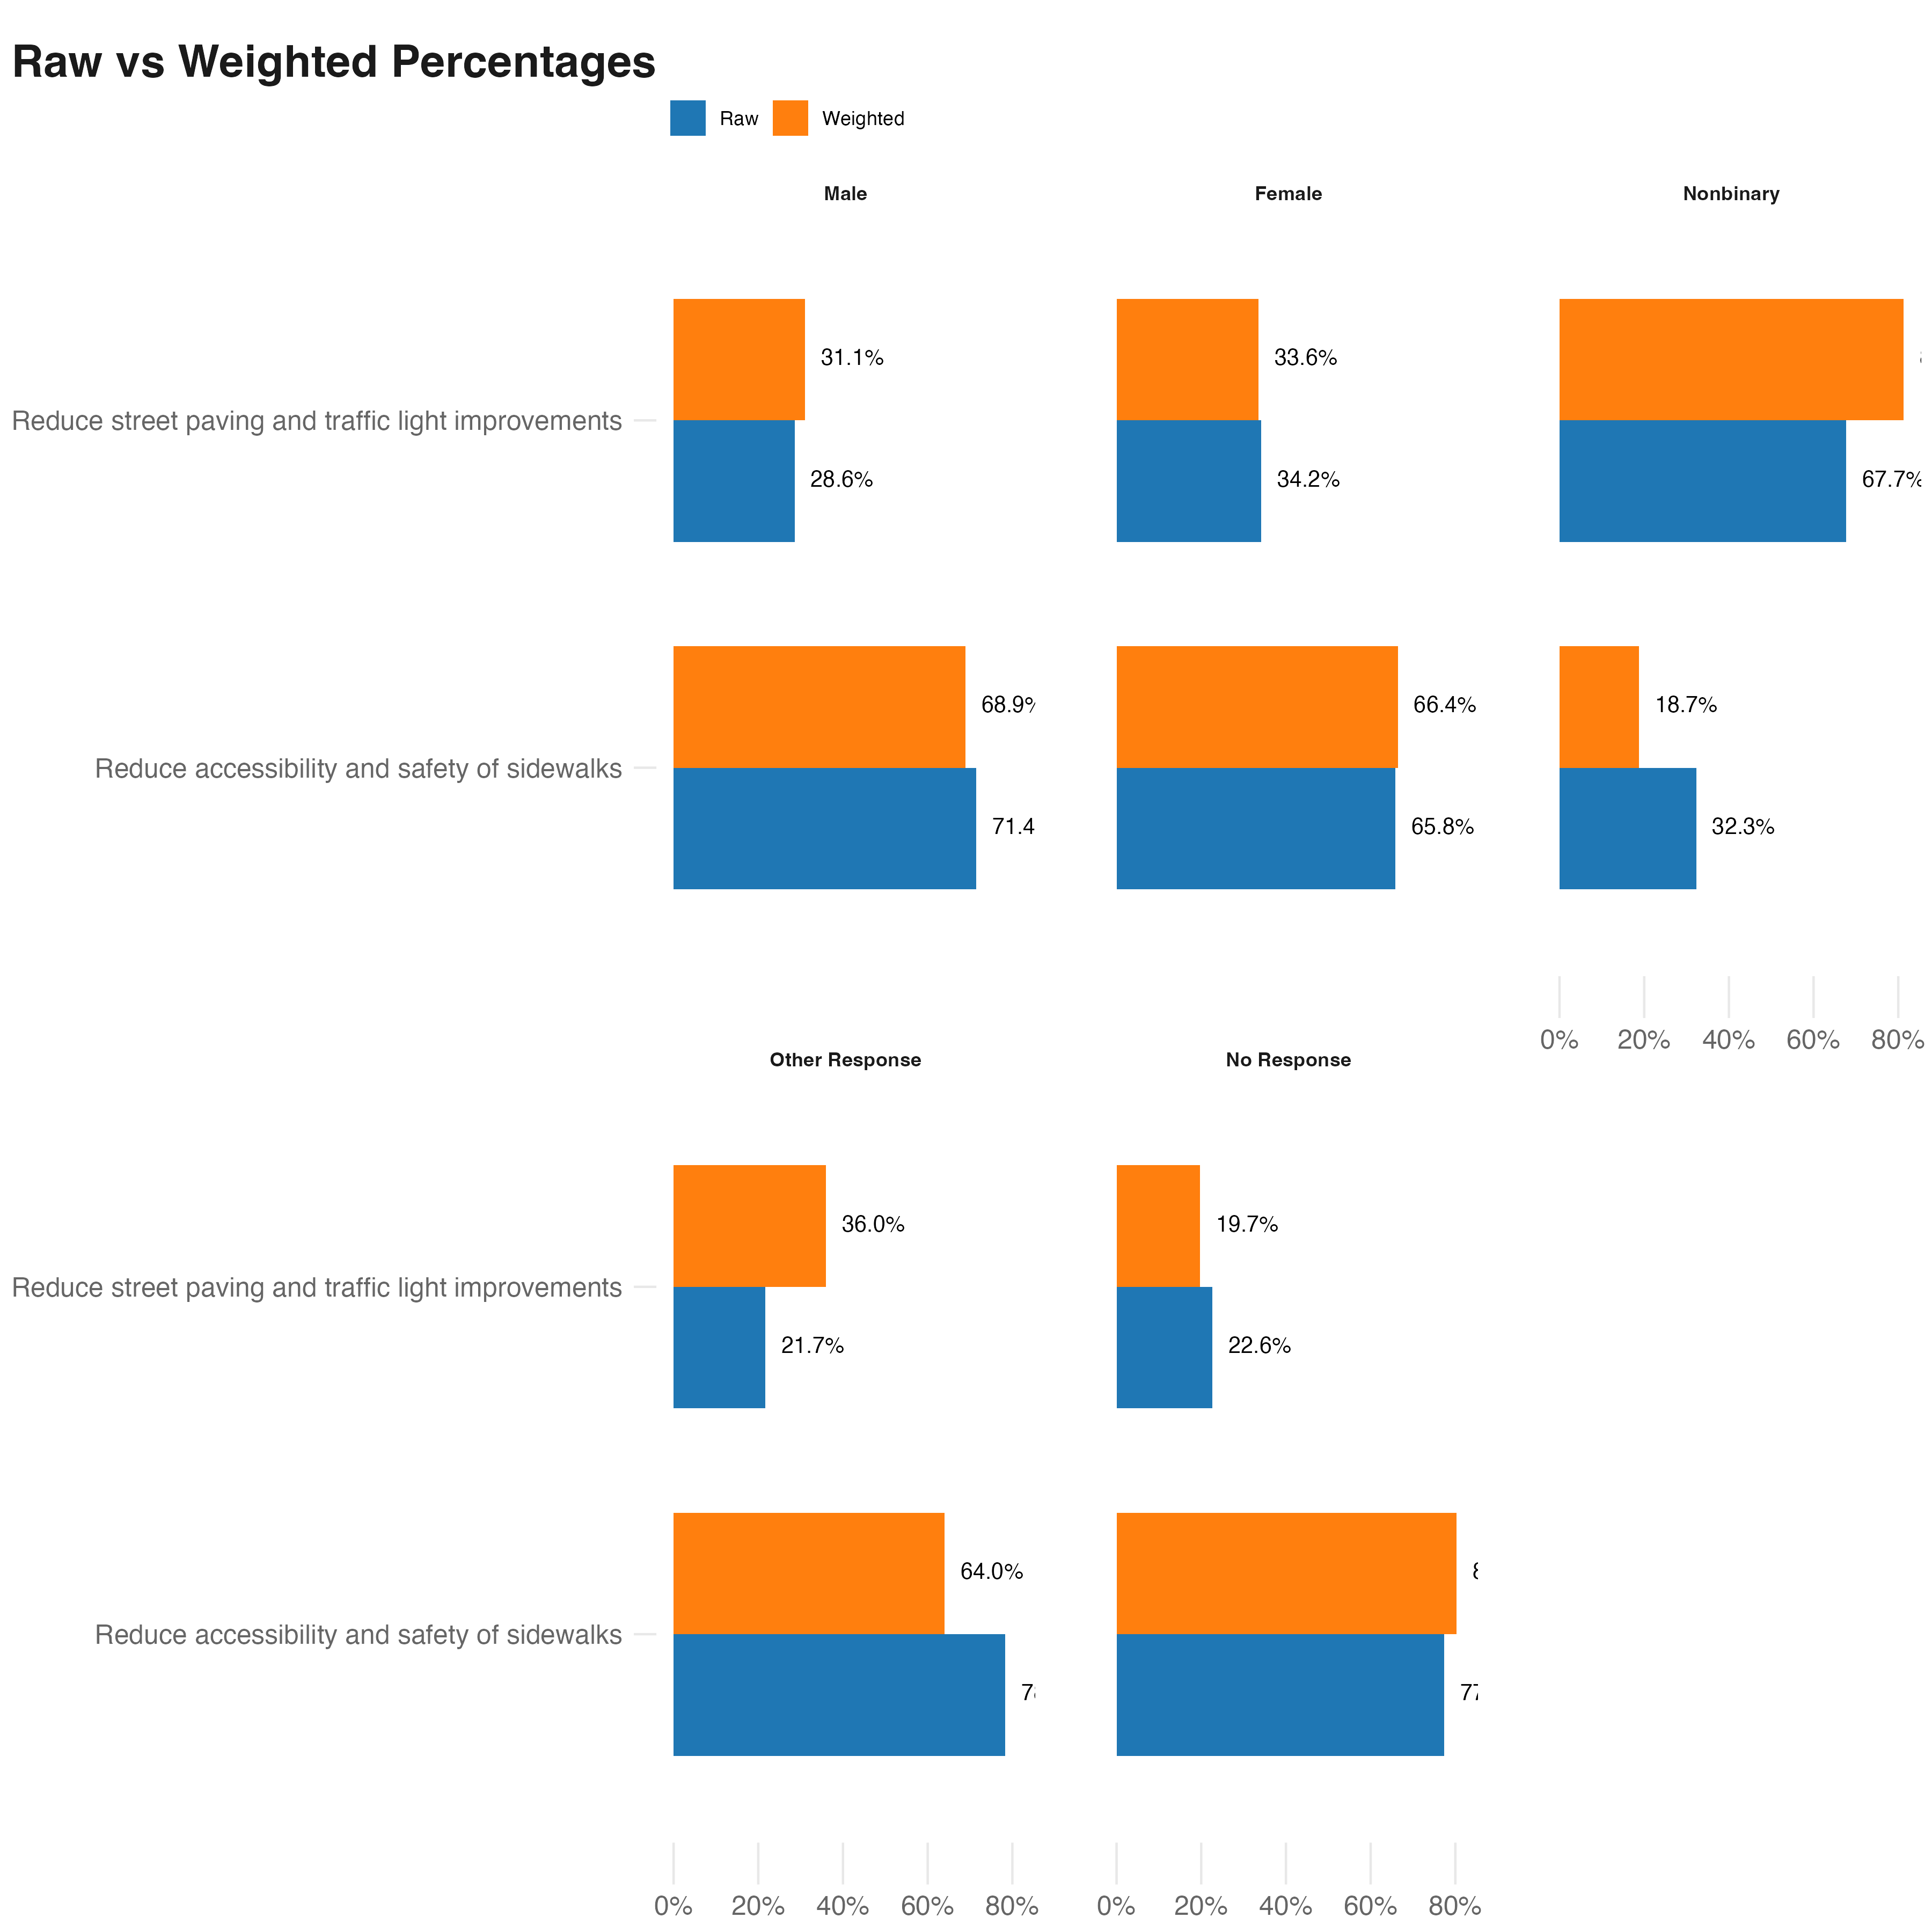 Raw vs Weighted Percentages
Raw Weighted
Male Female Nonbinary
31.1% 33.6%
Reduce street paving and traffic light improvements
28.6% 34.2% 67.7%
68.9% 66.4% 18.7%
Reduce accessibility and safety of sidewalks
71.4 65.8% 32.3%
0% 20% 40% 60% 80%
Other Response No Response
36.0% 19.7%
Reduce street paving and traffic light improvements
21.7% 22.6%
64.0%
Reduce accessibility and safety of sidewalks
77
0% 20% 40% 60% 80% 0% 20% 40% 60% 80%